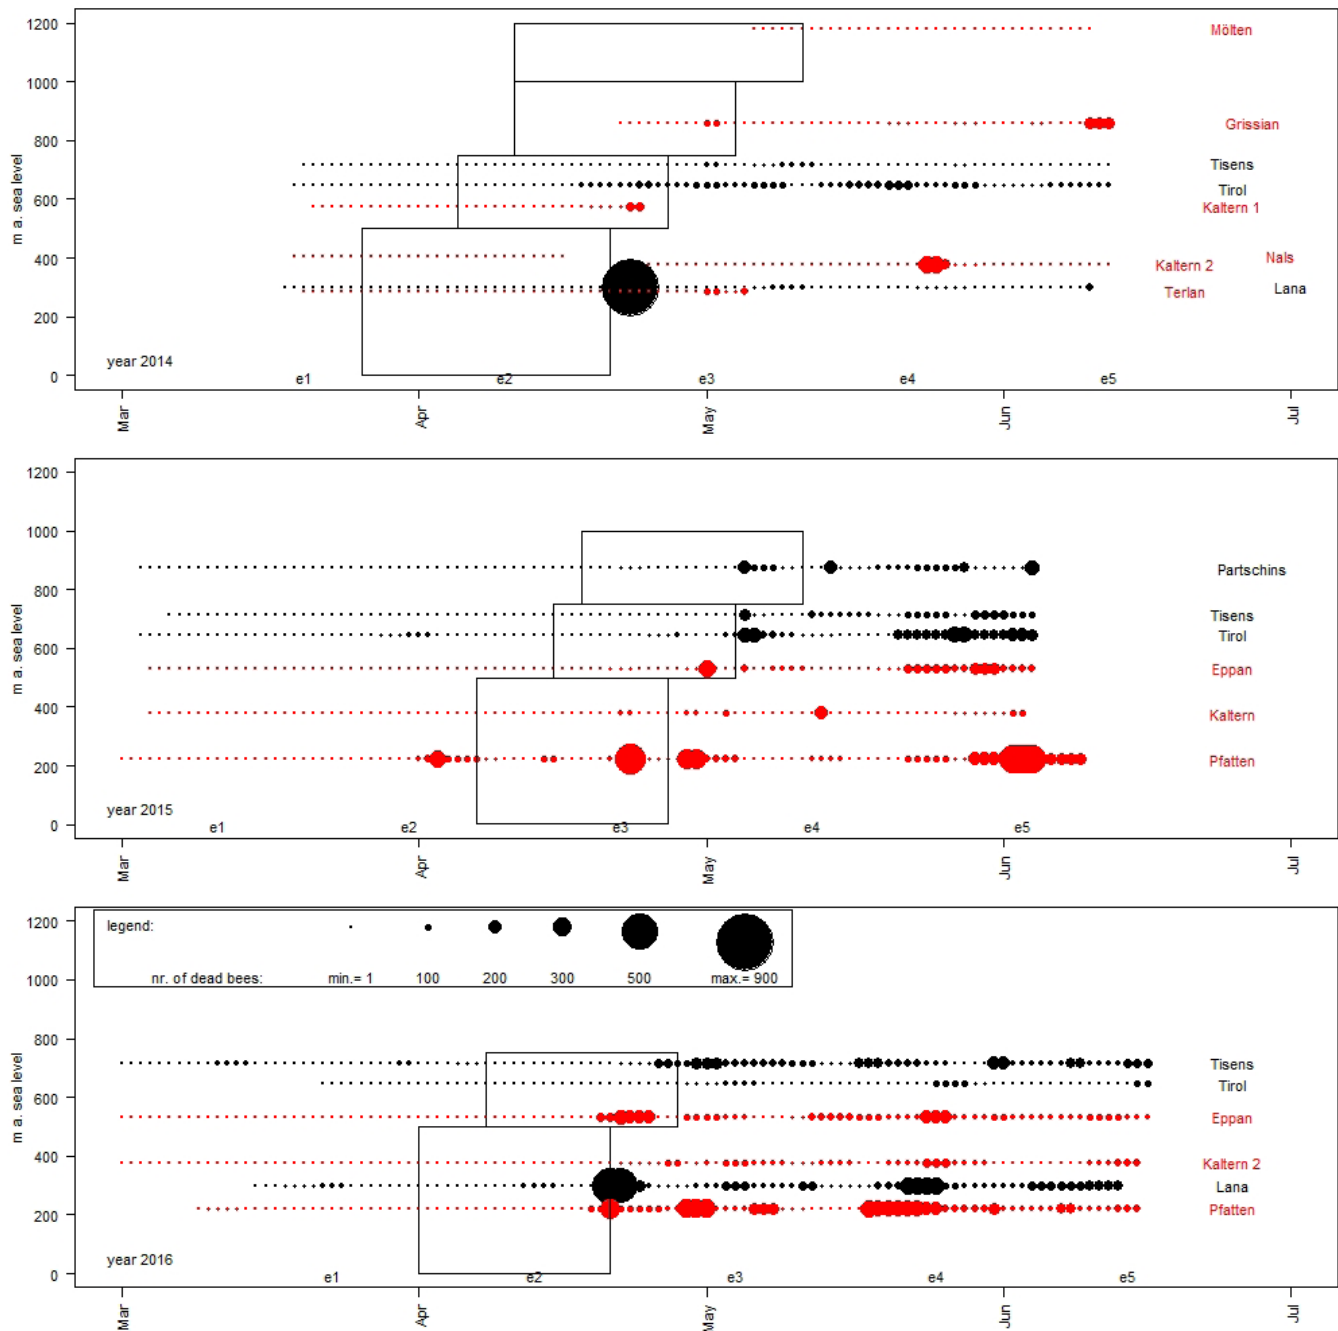 1200
Mölten
1000
Grissian
800
Tisens
m a. sea level
600
Tirol
Kaltern 1
400
Kaltern 2
Nals
Terlan
Lana
200
year 2014
0
e1 e2 e3 e4 e5
Mar Apr May Jun Jul
1200
1000
Partschins
800
Tisens
m a. sea level
Tirol
600
Eppan
400
Kaltern
200
Pfatten
year 2015
0
e1 e2 e3 e4 e5
Mar Apr May Jun Jul
1200
legend:
nr. of dead bees: min.= 1 100 200 300 500 max.= 900
1000
800
Tisens
m a. sea level
Tirol
600
Eppan
400
Kaltern 2
Lana
200
Pfatten
year 2016
0
e1 e2 e3 e4 e5
Mar Apr May Jun Jul